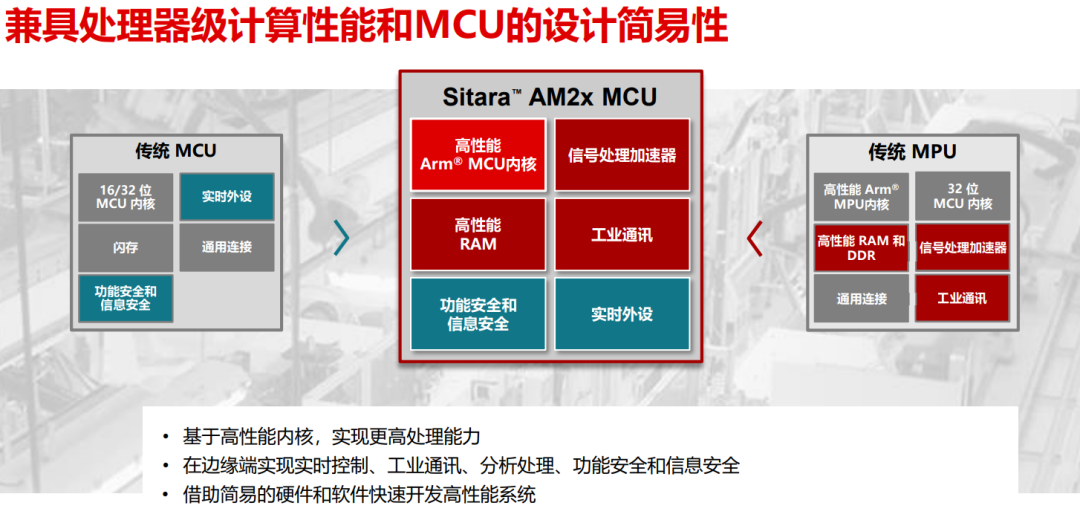 兼具处理器级计算性能和MCU的设计简易性
传统 MCU
16/32 位
MCU 内核
实时外设
闪存
通用连接
功能安全和
信息安全
Sitara™ AM2x MCU
高性能
Arm® MCU内核
信号处理加速器
高性能
RAM
工业通讯
功能安全和
信息安全
实时外设
传统 MPU
高性能 Arm®
MPU内核
32 位
MCU 内核
高性能 RAM 和
DDR
信号处理加速器
通用连接
工业通讯
• 基于高性能内核，实现更高处理能力
• 在边缘端实现实时控制、工业通讯、分析处理、功能安全和信息安全
• 借助简易的硬件和软件快速开发高性能系统